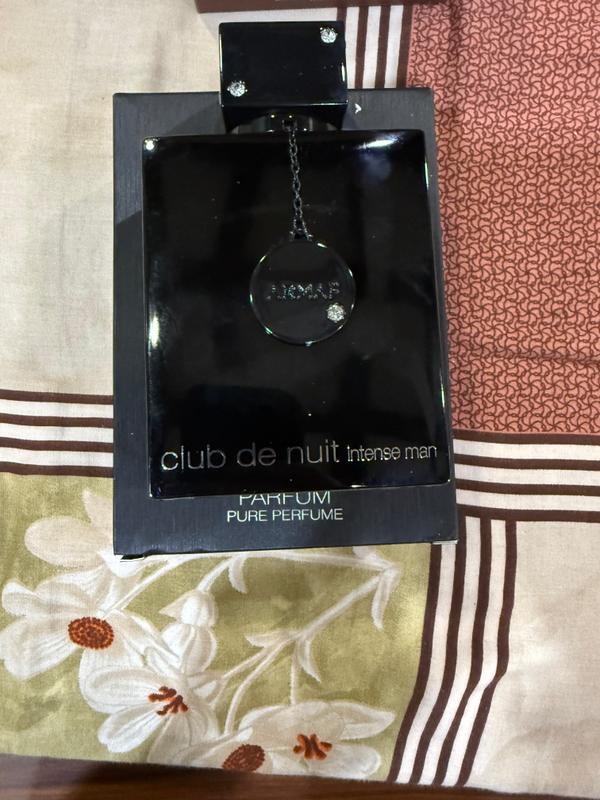 ARMAF
club de nuit intense man
PARFUM
PURE PERFUME